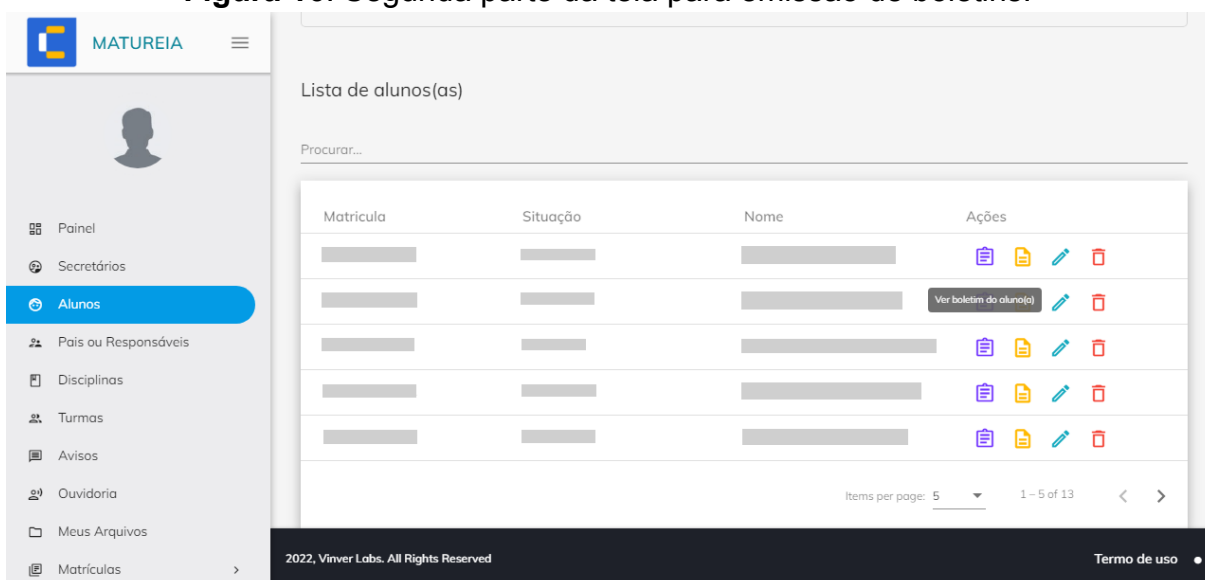 MATUREIA
Lista de alunos(as)
Procurar...
Matricula Situação Nome Ações
Ver boletim do aluno(a)
Items per page: 5 1 – 5 of 13
Painel
Secretários
Alunos
Pais ou Responsáveis
Disciplinas
Turmas
Avisos
Ouvidoria
Meus Arquivos
Matrículas
2022, Vinver Labs. All Rights Reserved
Termo de uso